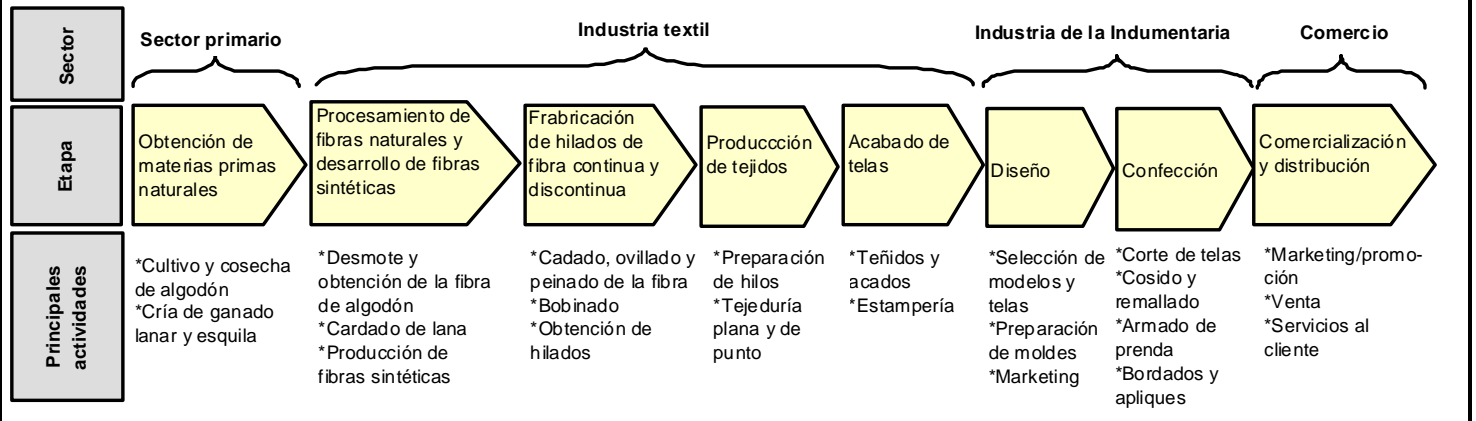 Sector
Sector primario
Industria textil
Industria de la Indumentaria
Comercio
Etapa
Obtención de
materias primas
naturales
Procesamiento de
fibras naturales y
desarrollo de fibras
sintéticas
Frabricación
de hilados de
fibra continua y
discontinua
Produccción
de tejidos
Acabado de
telas
Diseño
Confección
Comercialización
y distribución
Principales
actividades
*Cultivo y cosecha
de algodón
*Cría de ganado
lanar y esquila
*Desmote y
obtención de la fibra
de algodón
*Cardado de lana
*Producción de
fibras sintéticas
*Cadado, ovillado y
peinado de la fibra
*Bobinado
*Obtención de
hilados
*Preparación
de hilos
*Tejeduría
plana y de
punto
*Teñidos y
acados
*Estampería
*Selección de
modelos y
telas
*Preparación
de moldes
*Marketing
*Corte de telas
*Cosido y
remallado
*Armado de
prenda
*Bordados y
apliques
*Marketing/promo-
ción
*Venta
*Servicios al
cliente